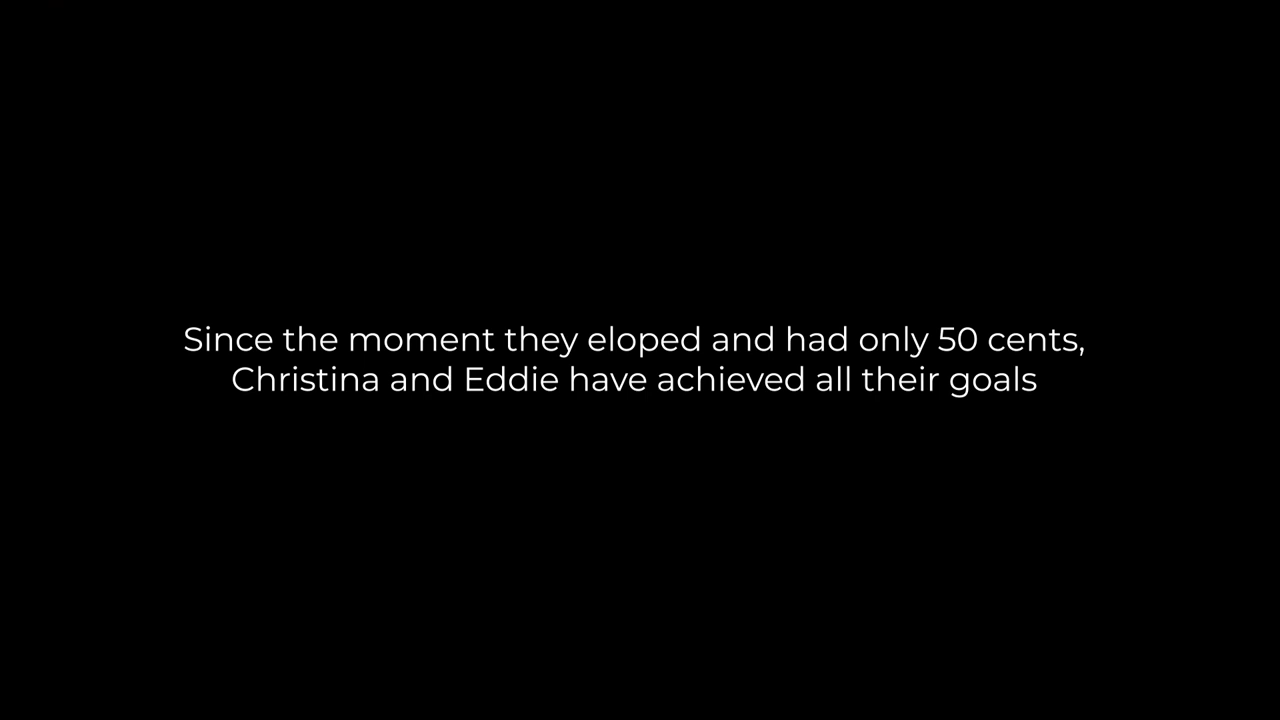 Since the moment they eloped and had only 50 cents,
Christina and Eddie have achieved all their goals